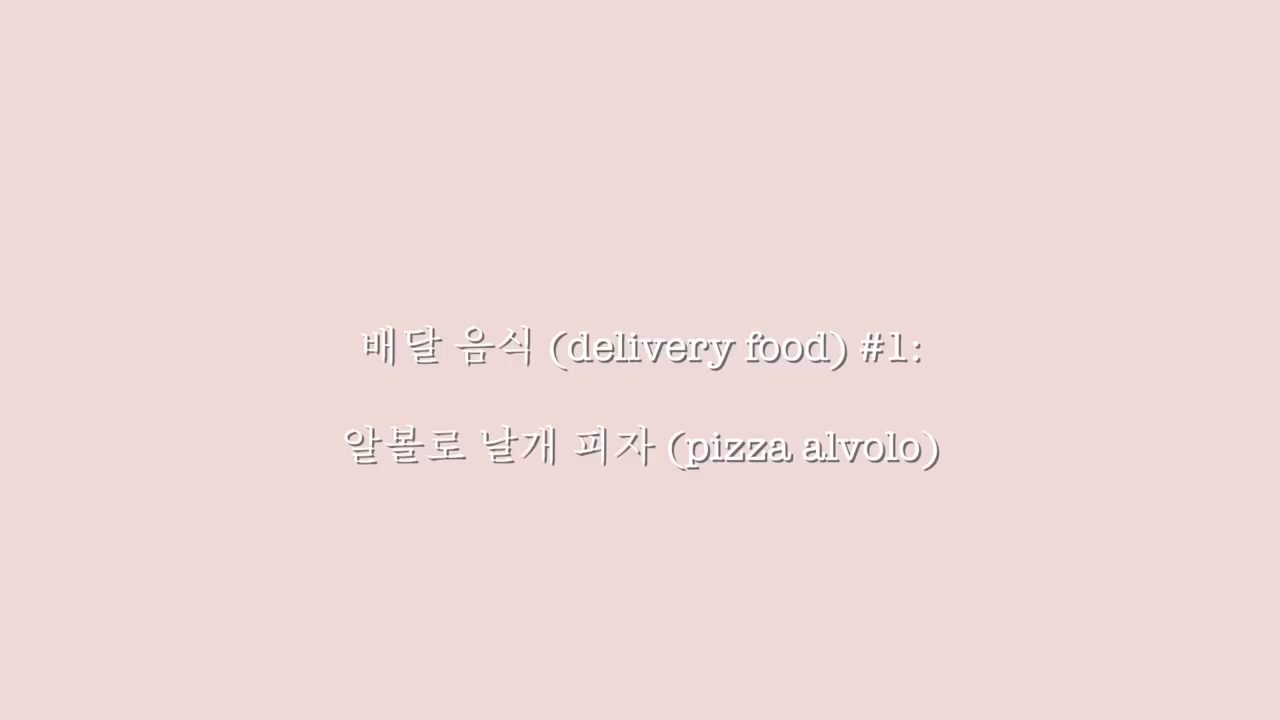 배달 음식 (delivery food) #1:
알볼로 날개 피자 (pizza alvolo)